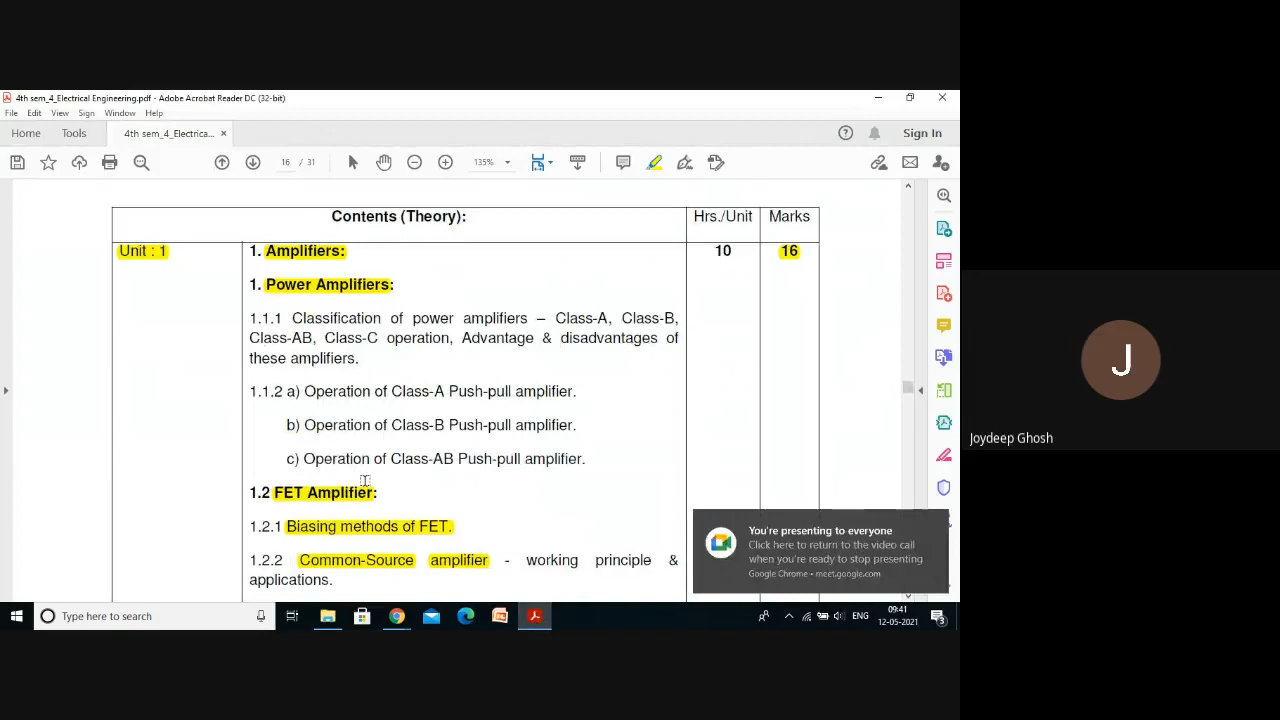 4th sem_4_Electrical Engineering.pdf - Adobe Acrobat Reader DC (32-bit)
File Edit View Sign Window Help
Home Tools 4th sem_4_Electrica... × Sign In
16 / 31 135%
Contents (Theory): Hrs./Unit Marks
Unit : 1 1. Amplifiers: 10 16
1. Power Amplifiers:
1.1.1 Classification of power amplifiers – Class-A, Class-B,
Class-AB, Class-C operation, Advantage & disadvantages of
these amplifiers.
1.1.2 a) Operation of Class-A Push-pull amplifier.
b) Operation of Class-B Push-pull amplifier.
c) Operation of Class-AB Push-pull amplifier.
1.2 FET Amplifier:
1.2.1 Biasing methods of FET.
1.2.2 Common-Source amplifier - working principle &
applications.
You're presenting to everyone
Click here to return to the video call
when you're ready to stop presenting
Google Chrome • meet.google.com
Type here to search
ENG
09:41
12-05-2021
3
J
Joydeep Ghosh